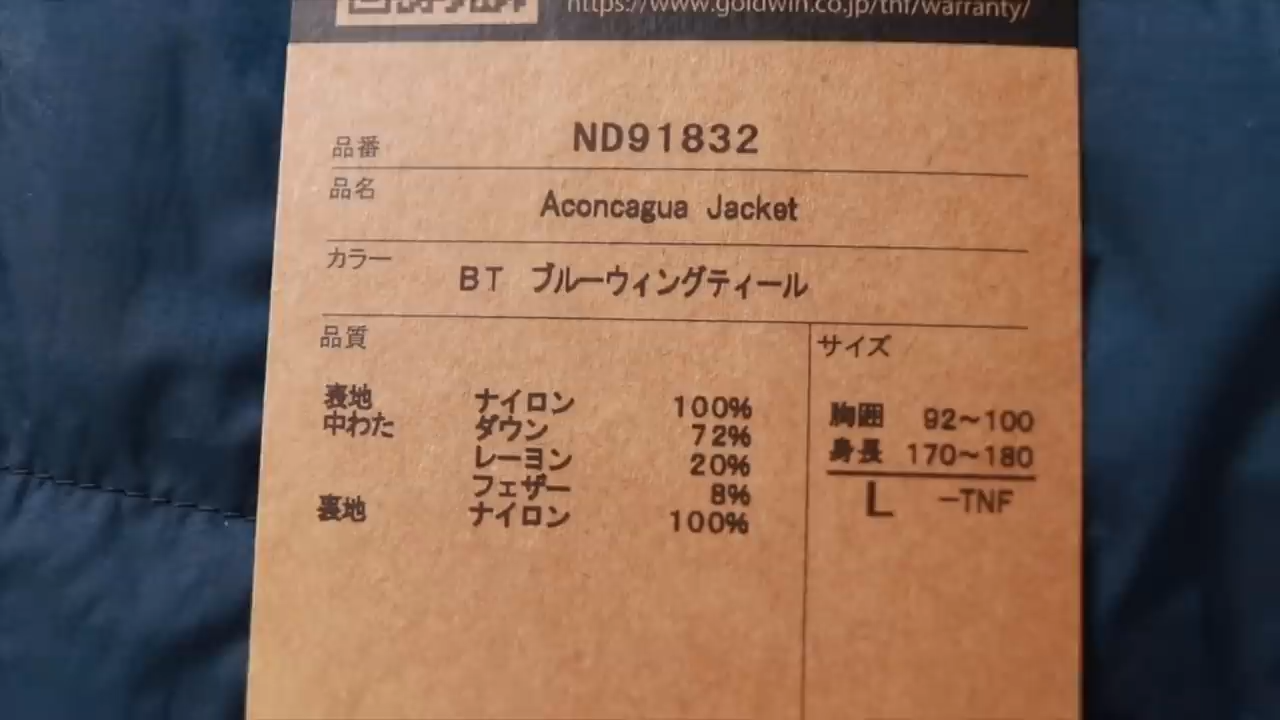 https://www.goldwin.co.jp/tnf/warranty/
品番 ND91832
品名 Aconcagua Jacket
カラー BT ブルーウィングティール
品質
サイズ
表地 ナイロン 100%
中わた ダウン 72%
レーヨン 20%
フェザー 8%
裏地 ナイロン 100%
胸囲 92~100
身長 170~180
L -TNF